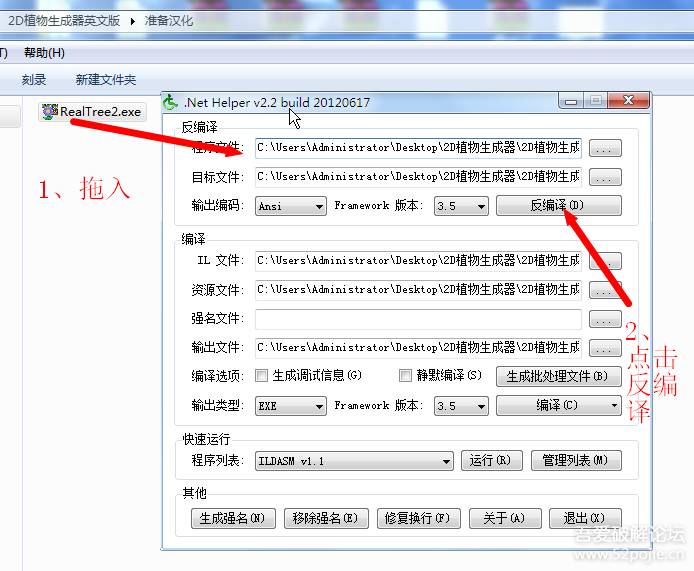 2D植物生成器英文版 ▸ 准备汉化
T) 帮助(H)
刻录 新建文件夹
RealTree2.exe
.Net Helper v2.2 build 20120617
反编译
程序文件: C:\Users\Administrator\Desktop\2D植物生成器\2D植物生成 ...
1、拖入
目标文件: C:\Users\Administrator\Desktop\2D植物生成器\2D植物生成 ...
输出编码: Ansi Framework 版本: 3.5 反编译(D)
编译
IL 文件: C:\Users\Administrator\Desktop\2D植物生成器\2D植物生成 ...
资源文件: C:\Users\Administrator\Desktop\2D植物生成器\2D植物生成 ...
强名文件: ...
输出文件: C:\Users\Administrator\Desktop\2D植物生成器\2D植物生成 ...
2、
点击
反编
译
编译选项: 生成调试信息(G) 静默编译(S) 生成批处理文件(B)
输出类型: EXE Framework 版本: 3.5 编译(C)
快速运行
程序列表: ILDASM v1.1 运行(R) 管理列表(M)
其他
生成强名(N) 移除强名(E) 修复换行(F) 关于(A) 退出(X)
吾爱破解论坛
www.52pojie.cn